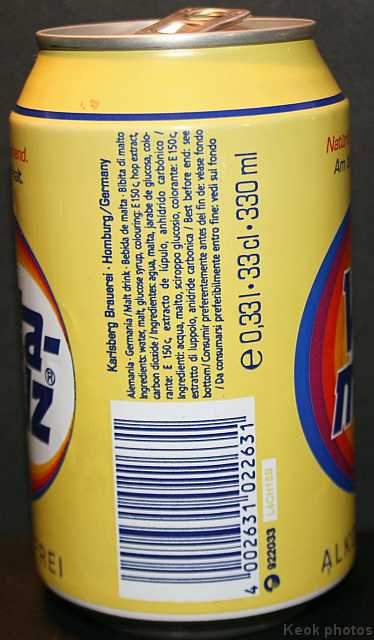 Karlsberg Brauerei · Homburg/Germany
Alemania · Germania/Malt drink · Bebida de malta · Bibita di malto
Ingredients: water, malt, glucose syrup, colouring: E 150 c, hop extract,
carbon dioxide / Ingredientes: agua, malta, jarabe de glucosa, colo-
rante: E 150 c, extracto de lúpulo, anhídrido carbónico /
Ingredienti: acqua, malto, sciroppo glucosio, colorante: E 150 c,
estratto di luppolo, anidride carbonica / Best before end: see
bottom/Consumir preferentemente antes del fin de: véase fondo
/ Da consumarsi preferibilmente entro fine: vedi sul fondo
e 0,33 l · 33 cl · 330 ml
4 002631 022631
922033
end.
a-
z®
EI
Natür
Am
m
ALK
Keok photos